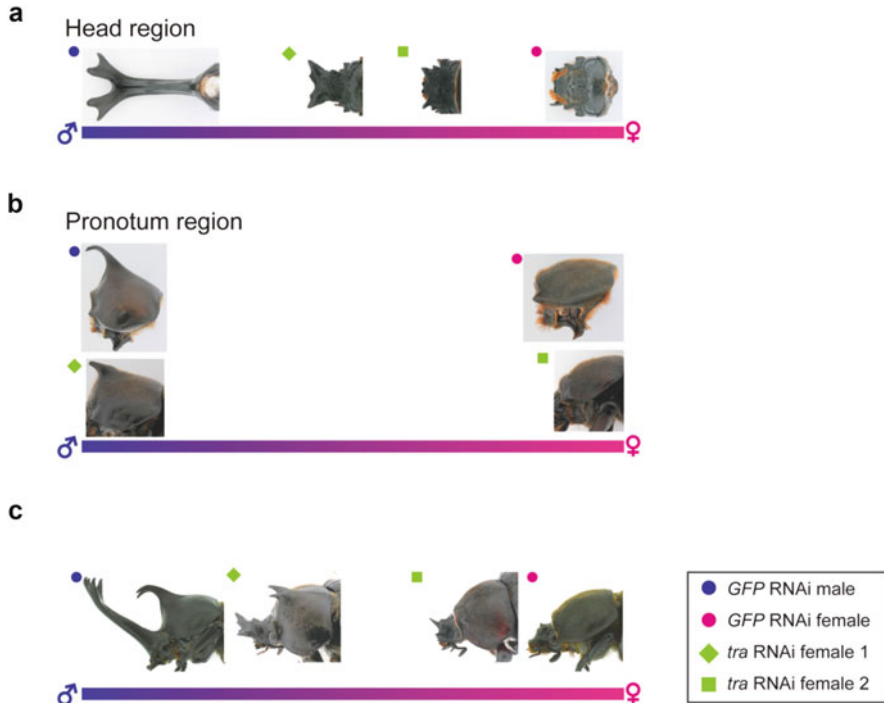 a
Head region
♂ ♀
b
Pronotum region
♂ ♀
c
♂ ♀
GFP RNAi male
GFP RNAi female
tra RNAi female 1
tra RNAi female 2